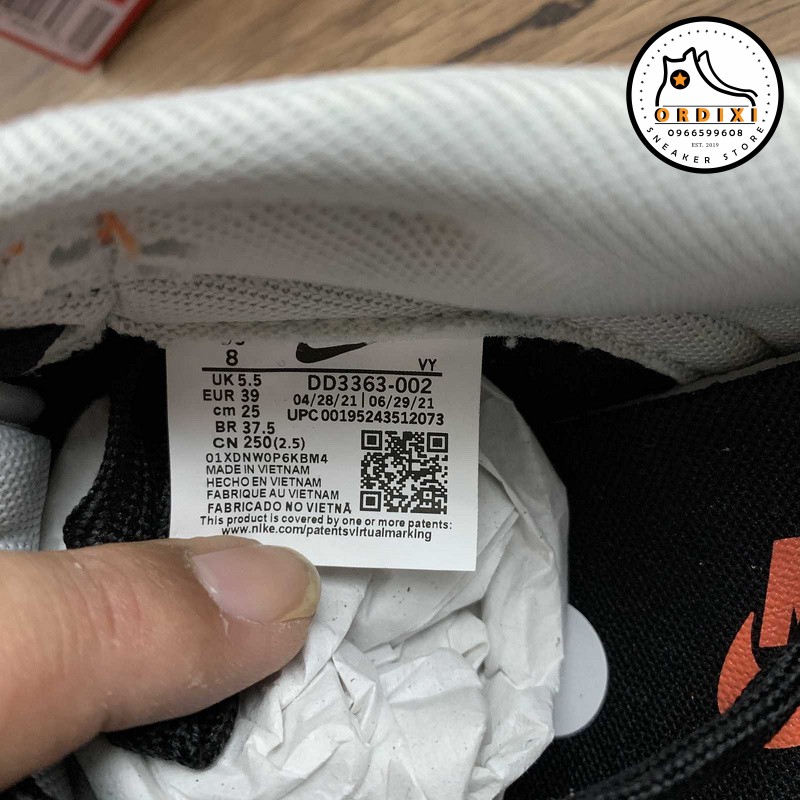 ORDIXI
0966599608
EST. 2019
SNEAKER STORE
8
VY
UK 5.5
DD3363-002
EUR 39
04/28/21 | 06/29/21
cm 25
UPC 00195243512073
BR 37.5
CN 250(2.5)
01XDNW0P6KBM4
MADE IN VIETNAM
HECHO EN VIETNAM
FABRIQUE AU VIETNAM
FABRICADO NO VIETNÃ
This product is covered by one or more patents:
www.nike.com/patentsvirtualmarking